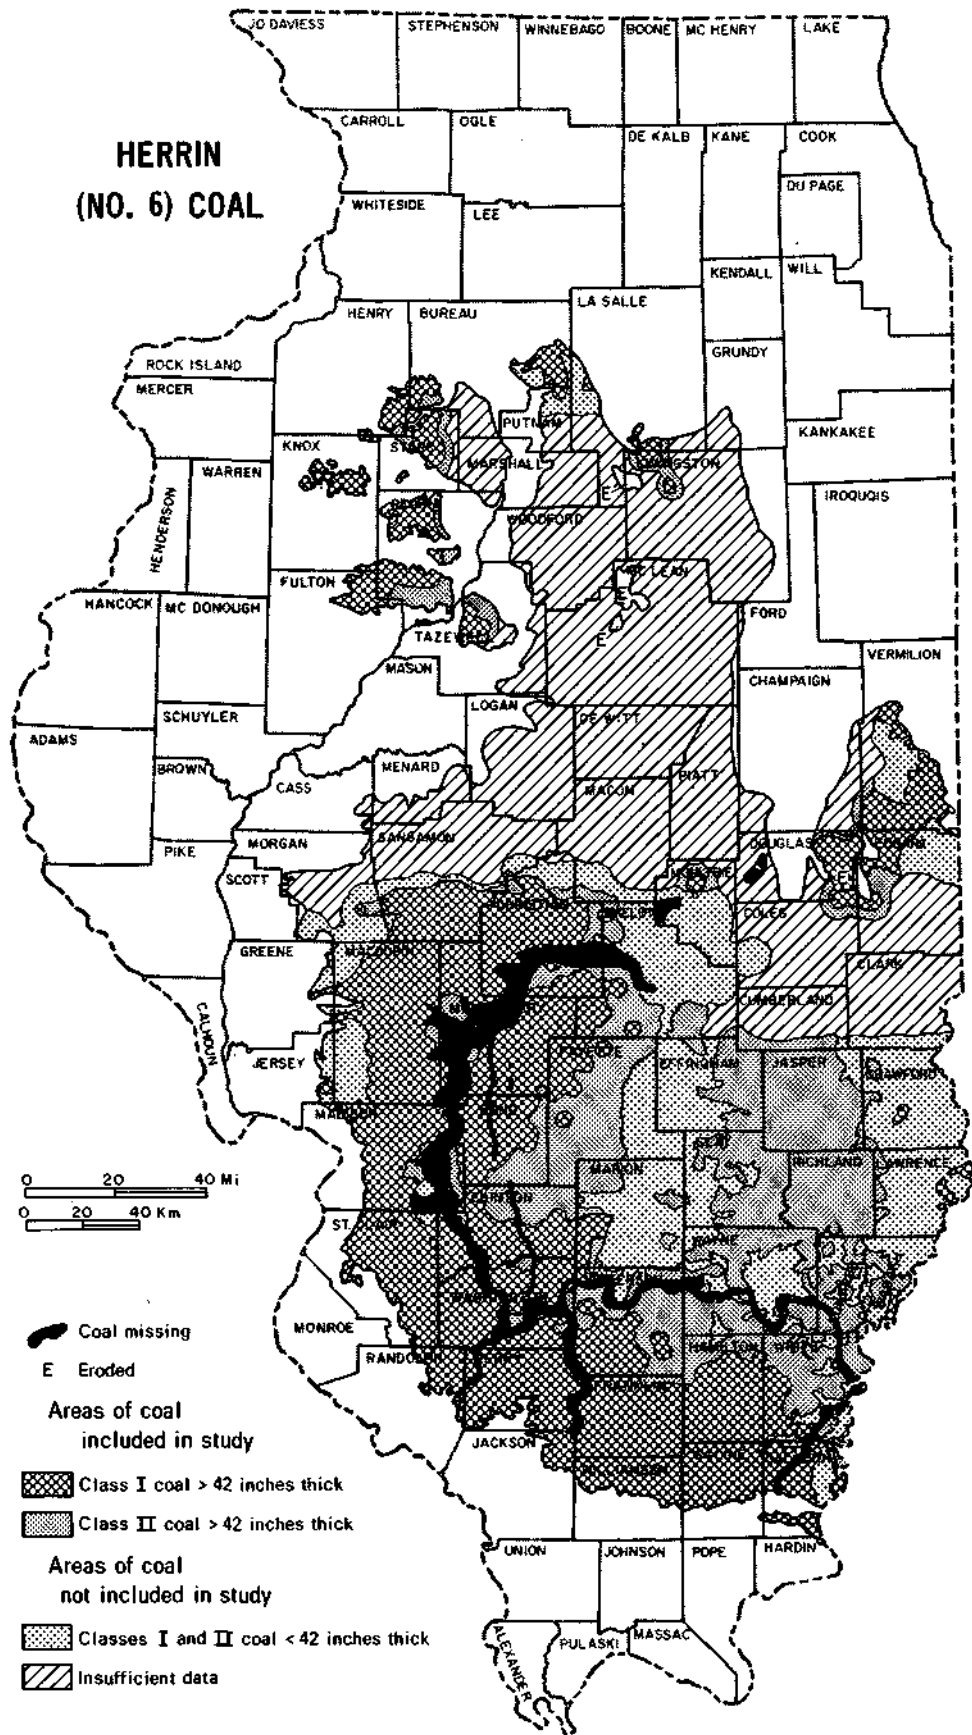 JO DAVIESS
STEPHENSON
WINNEBAGO
BOONE
MC HENRY
LAKE
CARROLL
OGLE
DE KALB
KANE
COOK
HERRIN
(NO. 6) COAL
DU PAGE
WHITESIDE
LEE
KENDALL
WILL
HENRY
BUREAU
LA SALLE
GRUNDY
ROCK ISLAND
MERCER
PUTNAM
KANKAKEE
KNOX
WARREN
MARSHALL
IROQUOIS
E
HENDERSON
WOODFORD
FULTON
MC LEAN
HANCOCK
MC DONOUGH
E
FORD
TAZEWELL
E
MASON
VERMILION
CHAMPAIGN
LOGAN
SCHUYLER
DE WITT
ADAMS
BROWN
MENARD
CASS
PIATT
MACON
MORGAN
SANGAMON
DOUGLAS
PIKE
SCOTT
E
COLES
GREENE
CLARK
CUMBERLAND
CALHOUN
JERSEY
EFFINGHAM
JASPER
CRAWFORD
MADISON
BOND
RICHLAND
LAWRENCE
MARION
0 20 40 Mi
0 20 40 Km
CLINTON
ST. CLAIR
WAYNE
MONROE
Coal missing
RANDOLPH
HAMILTON
E Eroded
FRANKLIN
Areas of coal
included in study
JACKSON
WILLIAMSON
Class I coal > 42 inches thick
Class II coal > 42 inches thick
UNION
JOHNSON
POPE
HARDIN
Areas of coal
not included in study
Classes I and II coal < 42 inches thick
ALEXANDER
PULASKI
MASSAC
Insufficient data